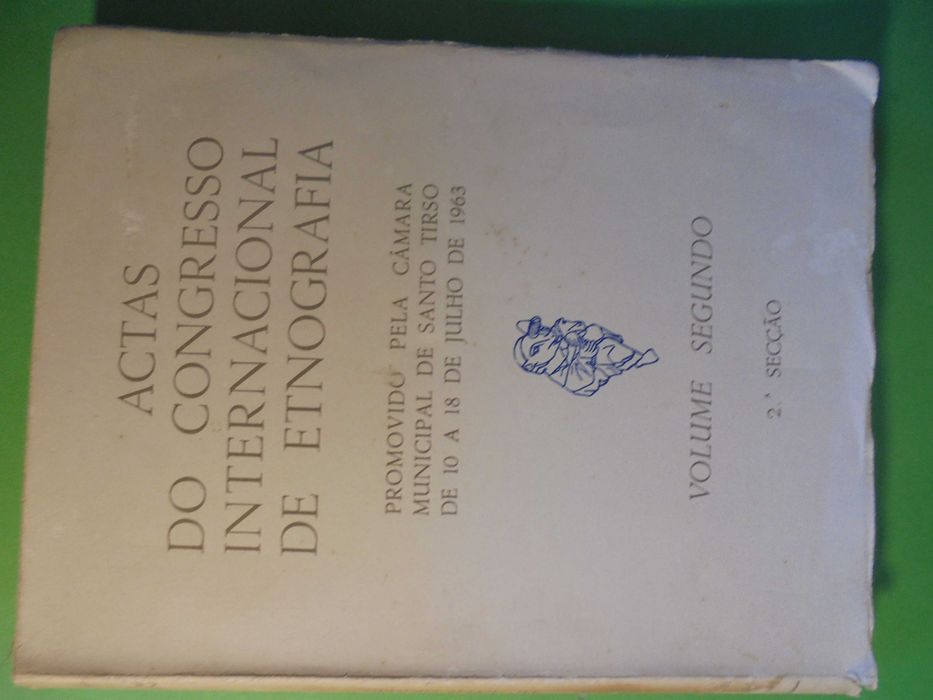 ACTAS
DO CONGRESSO
INTERNACIONAL
DE ETNOGRAFIA
PROMOVIDO PELA CÂMARA
MUNICIPAL DE SANTO TIRSO
DE 10 A 18 DE JULHO DE 1963
VOLUME SEGUNDO
2.ª SECÇÃO